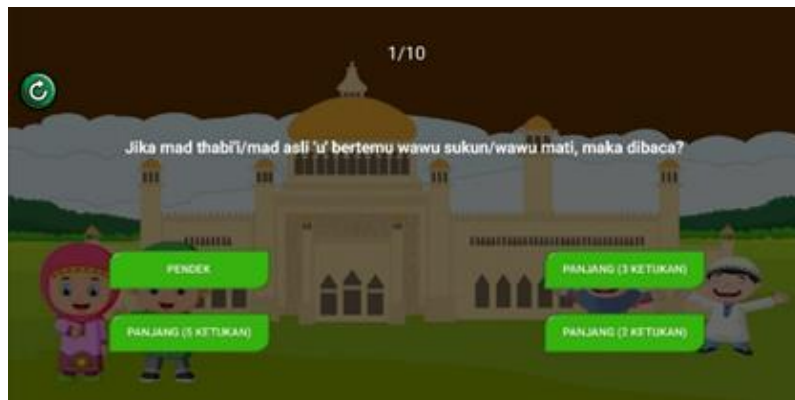 1/10
Jika mad thabi'i/mad asli 'u' bertemu wawu sukun/wawu mati, maka dibaca?
PENDEK
PANJANG (3 KETUKAN)
PANJANG (5 KETUKAN)
PANJANG (2 KETUKAN)